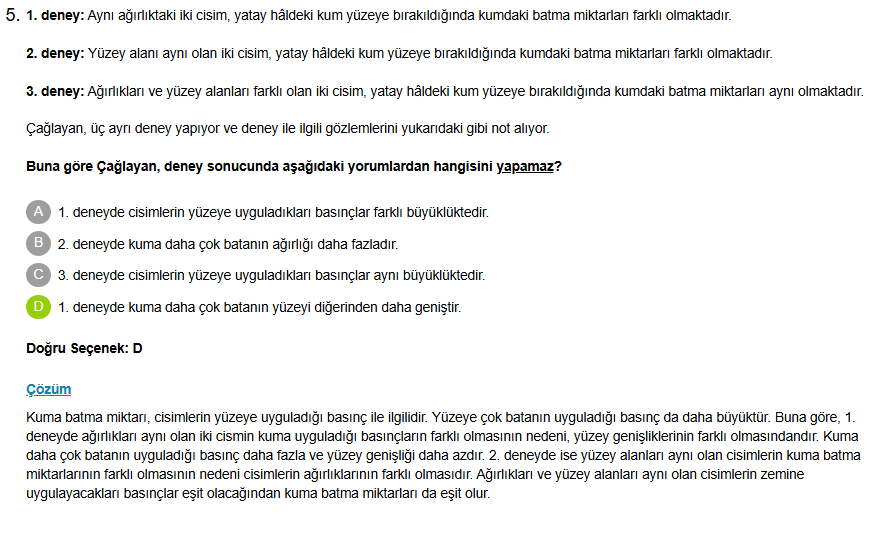 5. 1. deney: Aynı ağırlıktaki iki cisim, yatay hâldeki kum yüzeye bırakıldığında kumdaki batma miktarları farklı olmaktadır.
2. deney: Yüzey alanı aynı olan iki cisim, yatay hâldeki kum yüzeye bırakıldığında kumdaki batma miktarları farklı olmaktadır.
3. deney: Ağırlıkları ve yüzey alanları farklı olan iki cisim, yatay hâldeki kum yüzeye bırakıldığında kumdaki batma miktarları aynı olmaktadır.
Çağlayan, üç ayrı deney yapıyor ve deney ile ilgili gözlemlerini yukarıdaki gibi not alıyor.
Buna göre Çağlayan, deney sonucunda aşağıdaki yorumlardan hangisini yapamaz?
A 1. deneyde cisimlerin yüzeye uyguladıkları basınçlar farklı büyüklüktedir.
B 2. deneyde kuma daha çok batanın ağırlığı daha fazladır.
C 3. deneyde cisimlerin yüzeye uyguladıkları basınçlar aynı büyüklüktedir.
D 1. deneyde kuma daha çok batanın yüzeyi diğerinden daha geniştir.
Doğru Seçenek: D
Çözüm
Kuma batma miktarı, cisimlerin yüzeye uyguladığı basınç ile ilgilidir. Yüzeye çok batanın uyguladığı basınç da daha büyüktür. Buna göre, 1.
deneyde ağırlıkları aynı olan iki cismin kuma uyguladığı basınçların farklı olmasının nedeni, yüzey genişliklerinin farklı olmasındandır. Kuma
daha çok batanın uyguladığı basınç daha fazla ve yüzey genişliği daha azdır. 2. deneyde ise yüzey alanları aynı olan cisimlerin kuma batma
miktarlarının farklı olmasının nedeni cisimlerin ağırlıklarının farklı olmasıdır. Ağırlıkları ve yüzey alanları aynı olan cisimlerin zemine
uygulayacakları basınçlar eşit olacağından kuma batma miktarları da eşit olur.